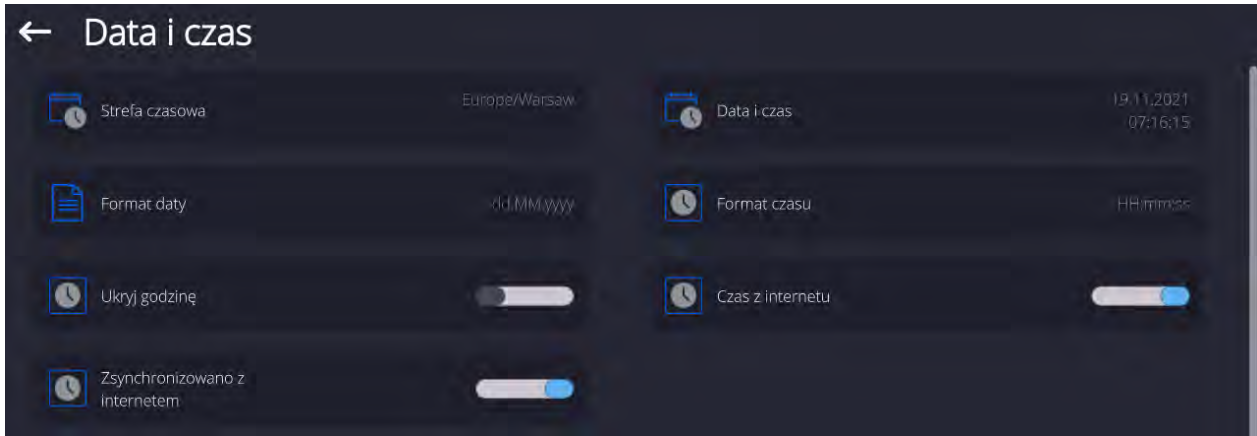 Data i czas
Strefa czasowa
Europe/Warsaw
Data i czas
19.11.2021
07:16:15
Format daty
dd.MM.yyyy
Format czasu
HH:mm:ss
Ukryj godzinę
Czas z internetu
Zsynchronizowano z
internetem